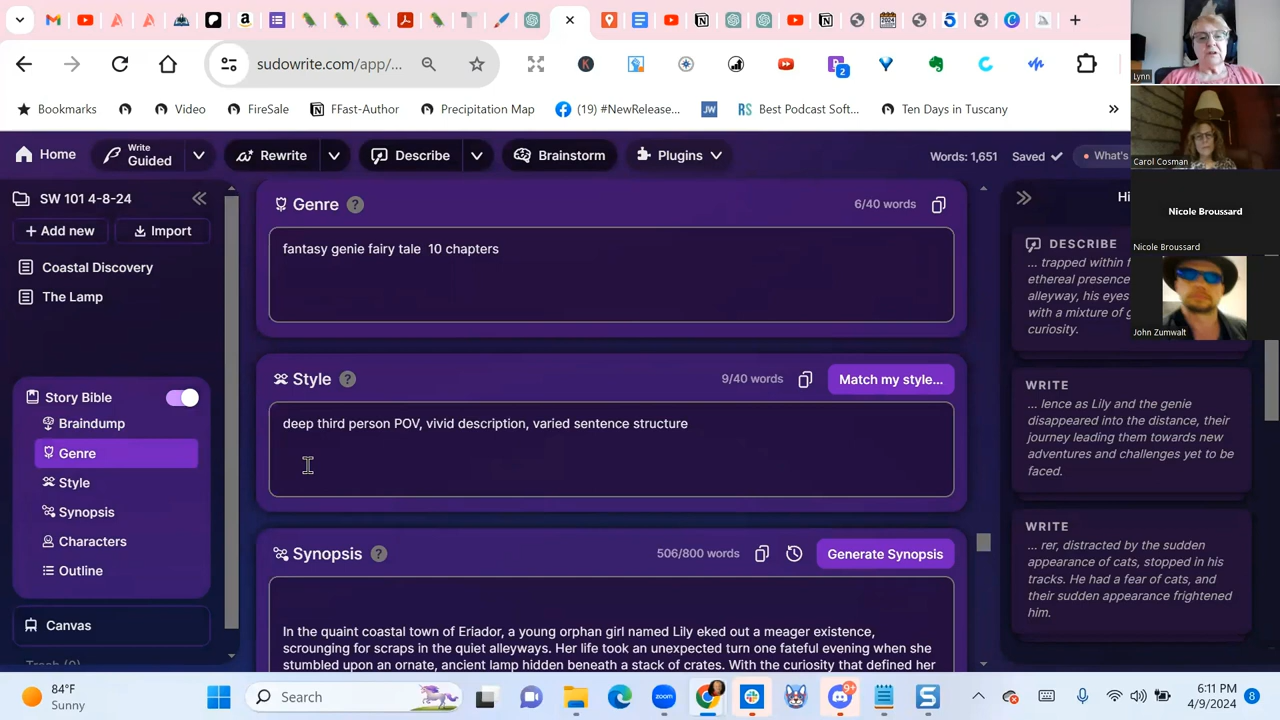 sudowrite.com/app/...
2
Lynn
Bookmarks
Video
FireSale
FFast-Author
Precipitation Map
(19) #NewRelease...
JW
RS Best Podcast Soft...
Ten Days in Tuscany
»
Home
Write
Guided
Rewrite
Describe
Brainstorm
Plugins
Words: 1,651
Saved
What's
Carol Cosman
SW 101 4-8-24
+ Add new
Import
Coastal Discovery
The Lamp
Story Bible
Braindump
Genre
Style
Synopsis
Characters
Outline
Canvas
Trash (0)
Genre ?
6/40 words
fantasy genie fairy tale 10 chapters
Style ?
9/40 words
Match my style...
deep third person POV, vivid description, varied sentence structure
Synopsis ?
506/800 words
Generate Synopsis
In the quaint coastal town of Eriador, a young orphan girl named Lily eked out a meager existence,
scrounging for scraps in the quiet alleyways. Her life took an unexpected turn one fateful evening when she
stumbled upon an ornate, ancient lamp hidden beneath a stack of crates. With the curiosity that defined her
Hi
Nicole Broussard
Nicole Broussard
John Zumwalt
DESCRIBE
... trapped within
ethereal presence
alleyway, his eyes
with a mixture of
curiosity.
WRITE
... lence as Lily and the genie
disappeared into the distance, their
journey leading them towards new
adventures and challenges yet to be
faced.
WRITE
... rer, distracted by the sudden
appearance of cats, stopped in his
tracks. He had a fear of cats, and
their sudden appearance frightened
him.
84°F
Sunny
Search
zoom
9+
6:11 PM
4/9/2024
8